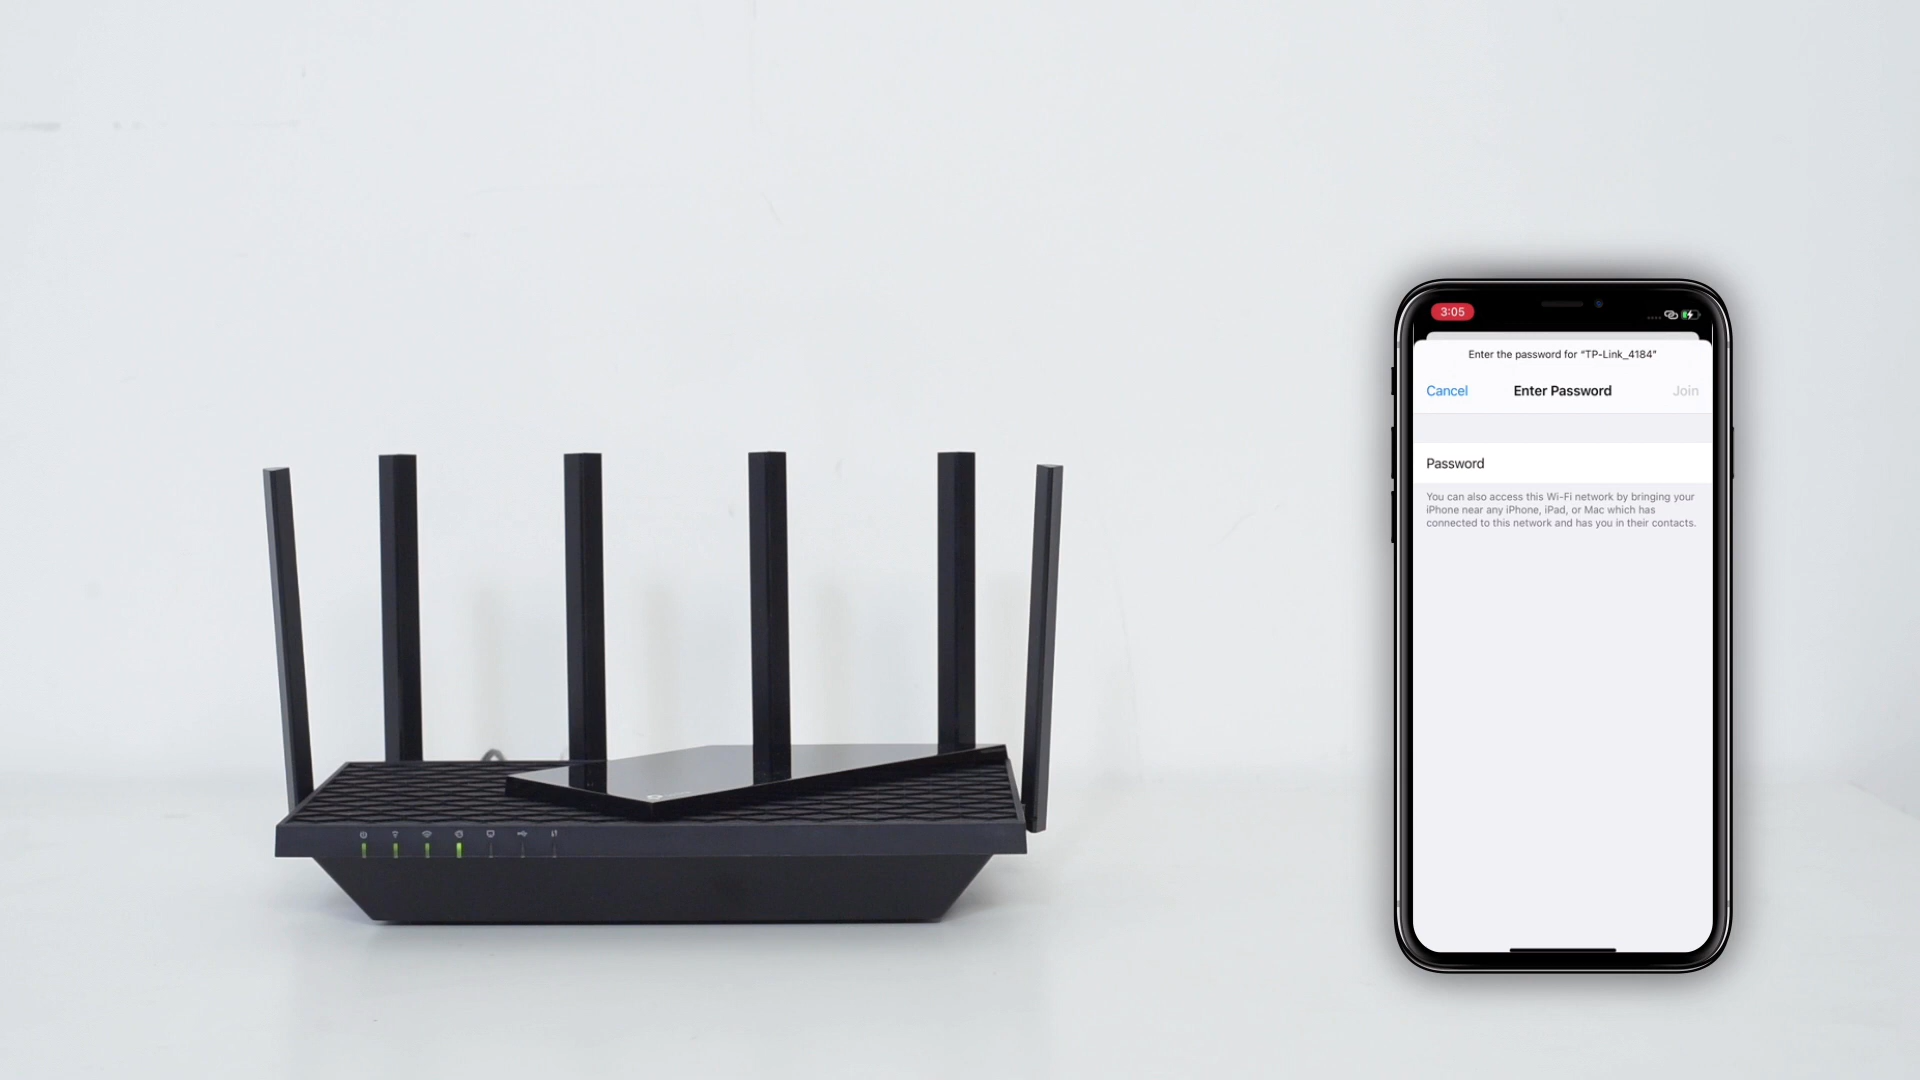 3:05
Enter the password for “TP-Link_4184”
Cancel Enter Password Join
Password
You can also access this Wi-Fi network by bringing your
iPhone near any iPhone, iPad, or Mac which has
connected to this network and has you in their contacts.